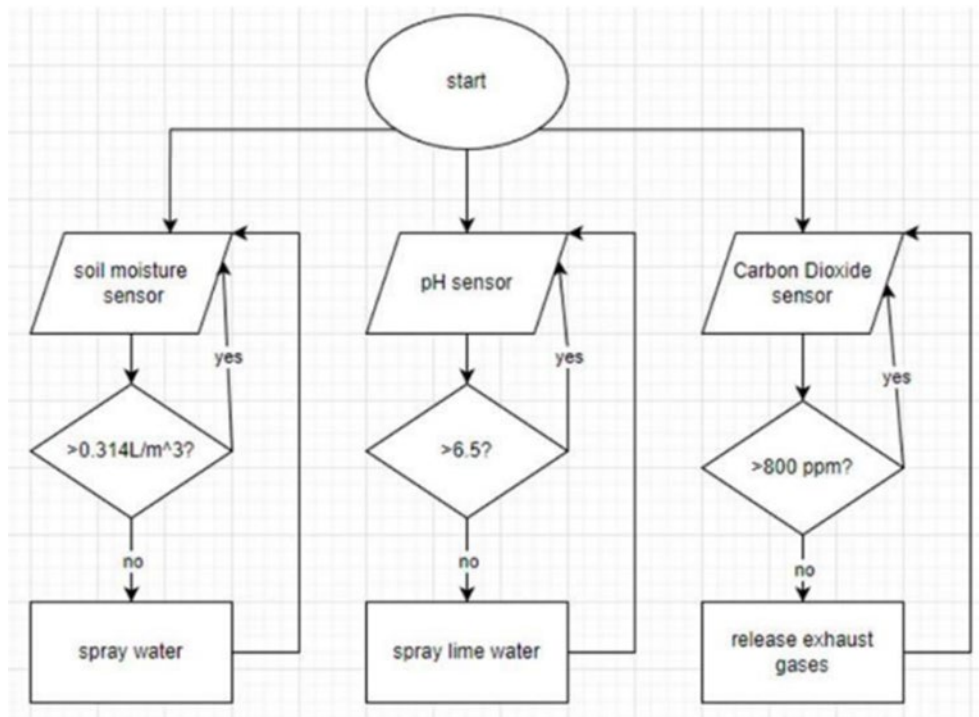 start
soil moisture
sensor
pH sensor
Carbon Dioxide
sensor
yes
yes
yes
>0.314L/m^3?
>6.5?
>800 ppm?
no
no
no
spray water
spray lime water
release exhaust
gases